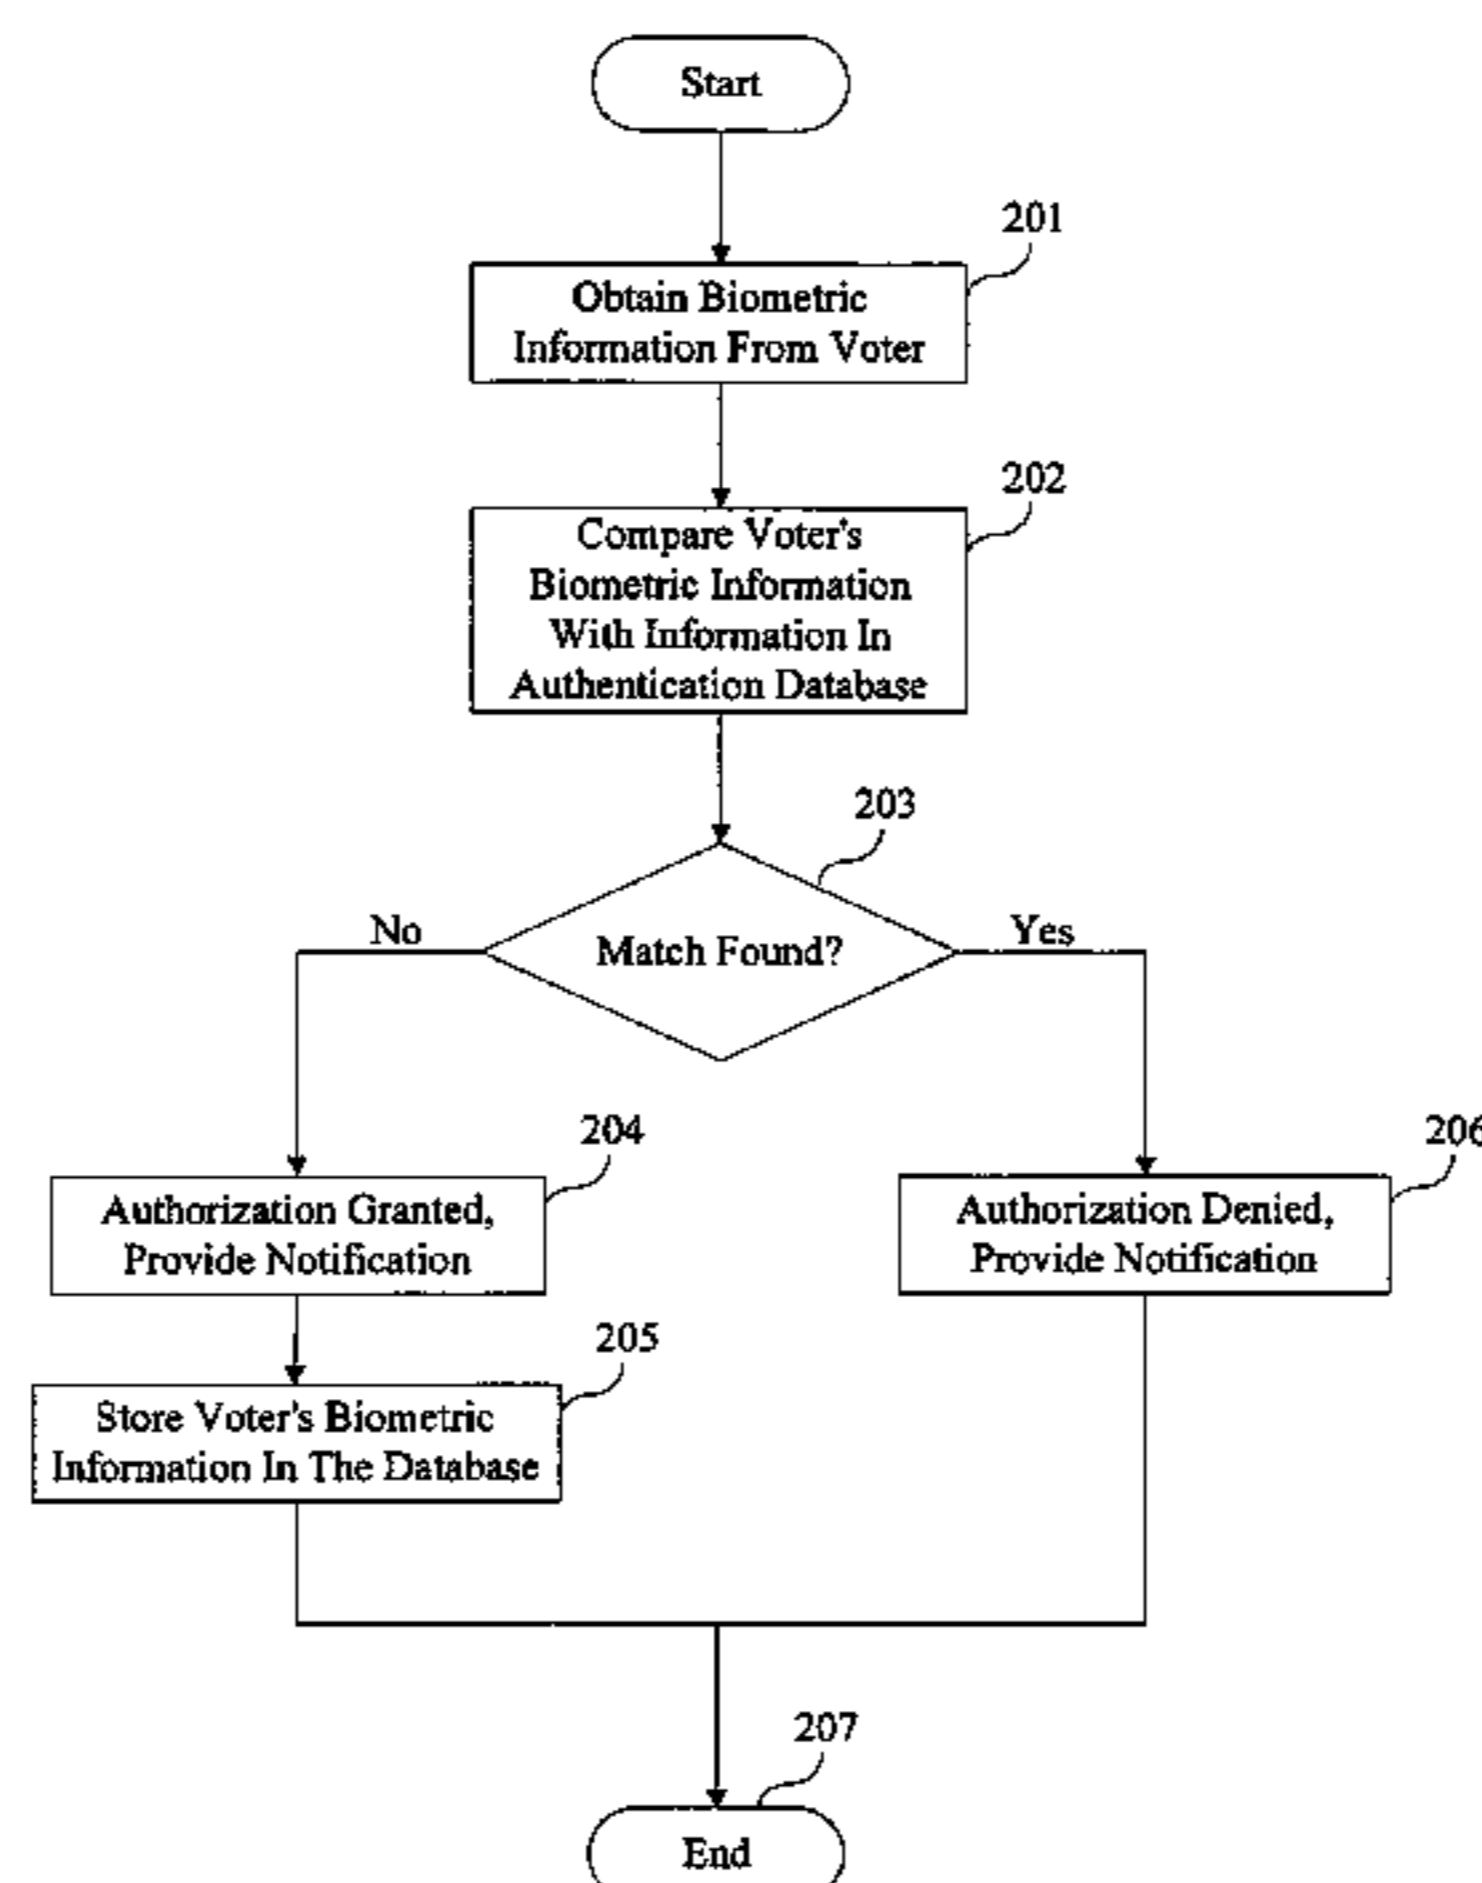 Start
201
Obtain Biometric
Information From Voter
202
Compare Voter's
Biometric Information
With Information In
Authentication Database
203
Match Found?
No
Yes
204
Authorization Granted,
Provide Notification
206
Authorization Denied,
Provide Notification
205
Store Voter's Biometric
Information In The Database
207
End